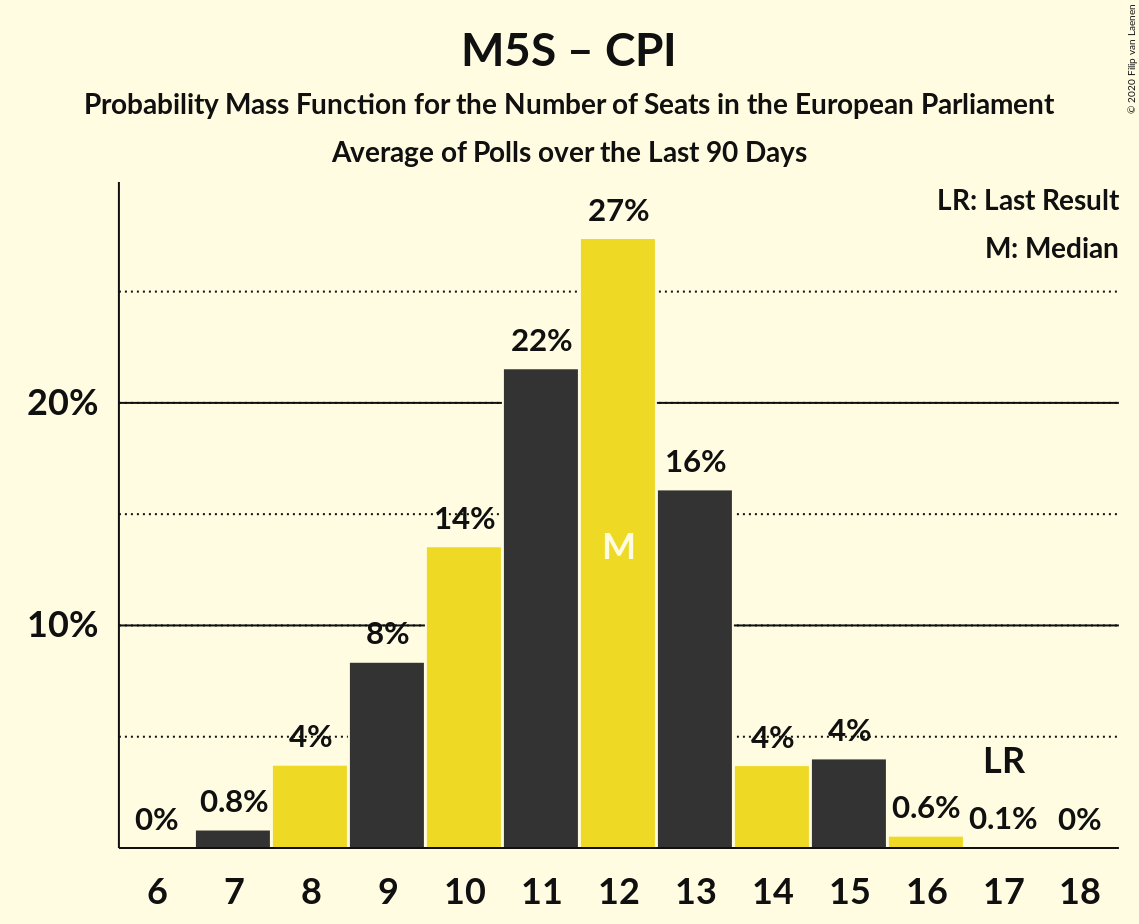 M5S – CPI
Probability Mass Function for the Number of Seats in the European Parliament
Average of Polls over the Last 90 Days
© 2020 Filip van Laenen
LR: Last Result
M: Median
27%
22%
20%
16%
14%
M
10%
8%
4%
4%
4%
LR
0.8%
0.6%
0%
0.1%
0%
6 7 8 9 10 11 12 13 14 15 16 17 18